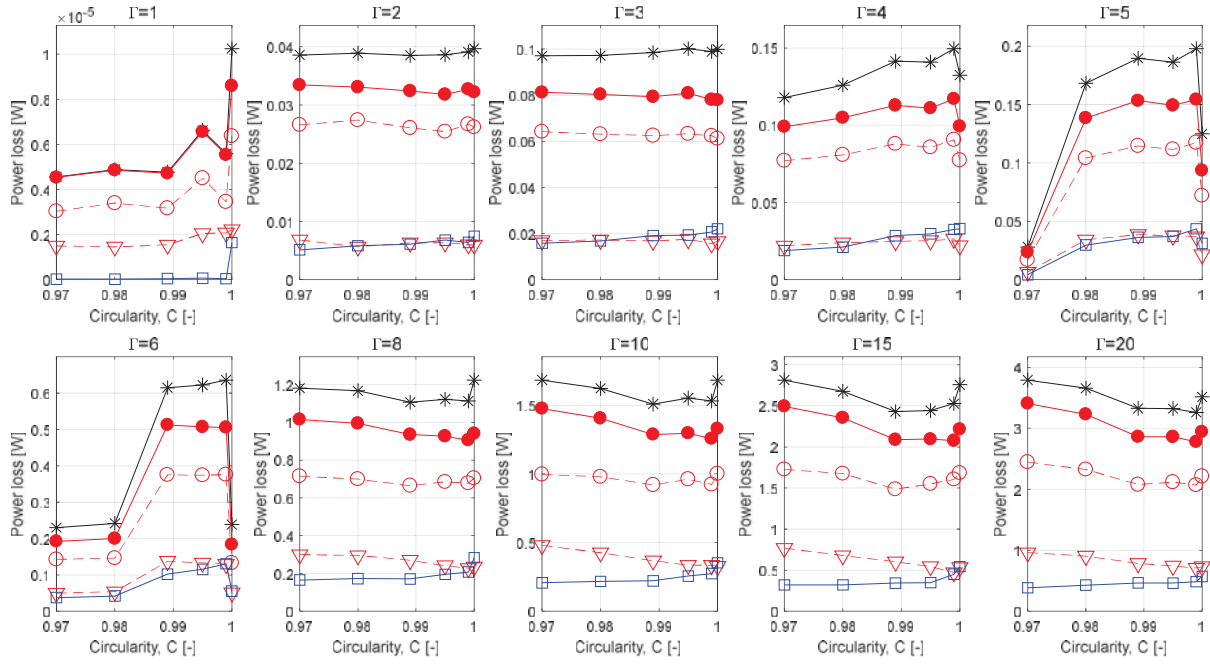 Γ=1
×10⁻⁵
Power loss [W]
1
0.8
0.6
0.4
0.2
0
0.97 0.98 0.99 1
Circularity, C [-]
Γ=2
Power loss [W]
0.04
0.03
0.02
0.01
0
0.97 0.98 0.99 1
Circularity, C [-]
Γ=3
Power loss [W]
0.1
0.08
0.06
0.04
0.02
0
0.97 0.98 0.99 1
Circularity, C [-]
Γ=4
Power loss [W]
0.15
0.1
0.05
0
0.97 0.98 0.99 1
Circularity, C [-]
Γ=5
Power loss [W]
0.2
0.15
0.1
0.05
0
0.97 0.98 0.99 1
Circularity, C [-]
Γ=6
Power loss [W]
0.6
0.5
0.4
0.3
0.2
0.1
0
0.97 0.98 0.99 1
Circularity, C [-]
Γ=8
Power loss [W]
1.2
1
0.8
0.6
0.4
0.2
0
0.97 0.98 0.99 1
Circularity, C [-]
Γ=10
Power loss [W]
1.5
1
0.5
0
0.97 0.98 0.99 1
Circularity, C [-]
Γ=15
Power loss [W]
3
2.5
2
1.5
1
0.5
0
0.97 0.98 0.99 1
Circularity, C [-]
Γ=20
Power loss [W]
4
3
2
1
0
0.97 0.98 0.99 1
Circularity, C [-]